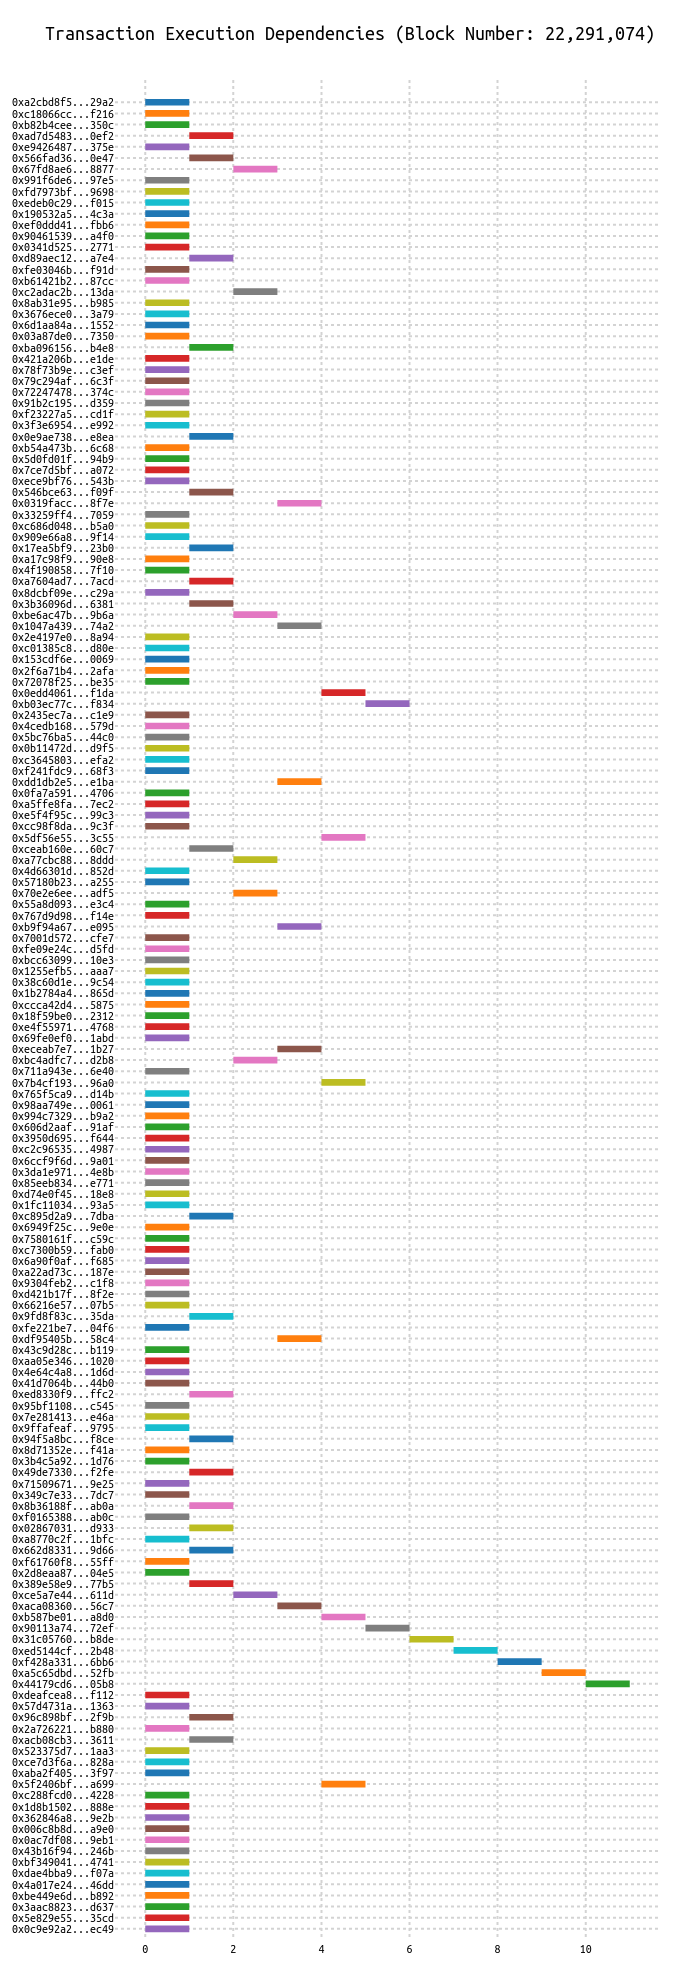 Transaction Execution Dependencies (Block Number: 22,291,074)
0xa2cbd8f5...29a2
0xc18066cc...f216
0xb82b4cee...350c
0xad7d5483...0ef2
0xe9426487...375e
0x566fad36...0e47
0x67fd8ae6...8877
0x991f6de6...97e5
0xfd7973bf...9698
0xedeb0c29...f015
0x190532a5...4c3a
0xef0ddd41...fbb6
0x90461539...a4f0
0x0341d525...2771
0xd89aec12...a7e4
0xfe03046b...f91d
0xb61421b2...87cc
0xc2adac2b...13da
0x8ab31e95...b985
0x3676ece0...3a79
0x6d1aa84a...1552
0x03a87de0...7350
0xba096156...b4e8
0x421a206b...e1de
0x78f73b9e...c3ef
0x79c294af...6c3f
0x72247478...374c
0x91b2c195...d359
0xf23227a5...cd1f
0x3f3e6954...e992
0x0e9ae738...e8ea
0xb54a473b...6c68
0x5d0fd01f...94b9
0x7ce7d5bf...a072
0xece9bf76...543b
0x546bce63...f09f
0x0319facc...8f7e
0x33259ff4...7059
0xc686d048...b5a0
0x909e66a8...9f14
0x17ea5bf9...23b0
0xa17c98f9...90e8
0x4f190858...7f10
0xa7604ad7...7acd
0x8dcbf09e...c29a
0x3b36096d...6381
0xbe6ac47b...9b6a
0x1047a439...74a2
0x2e4197e0...8a94
0xc01385c8...d80e
0x153cdf6e...0069
0x2f6a71b4...2afa
0x72078f25...be35
0x0edd4061...f1da
0xb03ec77c...f834
0x2435ec7a...c1e9
0x4cedb168...579d
0x5bc76ba5...44c0
0x0b11472d...d9f5
0xc3645803...efa2
0xf241fdc9...68f3
0xdd1db2e5...e1ba
0x0fa7a591...4706
0xa5ffe8fa...7ec2
0xe5f4f95c...99c3
0xcc98f8da...9c3f
0x5df56e55...3c55
0xceab160e...60c7
0xa77cbc88...8ddd
0x4d66301d...852d
0x57180b23...a255
0x70e2e6ee...adf5
0x55a8d093...e3c4
0x767d9d98...f14e
0xb9f94a67...e095
0x7001d572...cfe7
0xfe09e24c...d5fd
0xbcc63099...10e3
0x1255efb5...aaa7
0x38c60d1e...9c54
0x1b2784a4...865d
0xccca42d4...5875
0x18f59be0...2312
0xe4f55971...4768
0x69fe0ef0...1abd
0xeceab7e7...1b27
0xbc4adfc7...d2b8
0x711a943e...6e40
0x7b4cf193...96a0
0x765f5ca9...d14b
0x98aa749e...0061
0x994c7329...b9a2
0x606d2aaf...91af
0x3950d695...f644
0xc2c96535...4987
0x6ccf9f6d...9a01
0x3da1e971...4e8b
0x85eeb834...e771
0xd74e0f45...18e8
0x1fc11034...93a5
0xc895d2a9...7dba
0x6949f25c...9e0e
0x7580161f...c59c
0xc7300b59...fab0
0x6a90f0af...f685
0xa22ad73c...187e
0x9304feb2...c1f8
0xd421b17f...8f2e
0x66216e57...07b5
0x9fd8f83c...35da
0xfe221be7...04f6
0xdf95405b...58c4
0x43c9d28c...b119
0xaa05e346...1020
0x4e64c4a8...1d6d
0x41d7064b...44b0
0xed8330f9...ffc2
0x95bf1108...c545
0x7e281413...e46a
0x9ffafeaf...9795
0x94f5a8bc...f8ce
0x8d71352e...f41a
0x3b4c5a92...1d76
0x49de7330...f2fe
0x71509671...9e25
0x349c7e33...7dc7
0x8b36188f...ab0a
0xf0165388...ab0c
0x02867031...d933
0xa8770c2f...1bfc
0x662d8331...9d66
0xf61760f8...55ff
0x2d8eaa87...04e5
0x389e58e9...77b5
0xce5a7e44...611d
0xaca08360...56c7
0xb587be01...a8d0
0x90113a74...72ef
0x31c05760...b8de
0xed5144cf...2b48
0xf428a331...6bb6
0xa5c65dbd...52fb
0x44179cd6...05b8
0xdeafcea8...f112
0x57d4731a...1363
0x96c898bf...2f9b
0x2a726221...b880
0xacb08cb3...3611
0x523375d7...1aa3
0xce7d3f6a...828a
0xaba2f405...3f97
0x5f2406bf...a699
0xc288fcd0...4228
0x1d8b1502...888e
0x362846a8...9e2b
0x006c8b8d...a9e0
0x0ac7df08...9eb1
0x43b16f94...246b
0xbf349041...4741
0xdae4bba9...f07a
0x4a017e24...46dd
0xbe449e6d...b892
0x3aac8823...d637
0x5e829e55...35cd
0x0c9e92a2...ec49
0 2 4 6 8 10